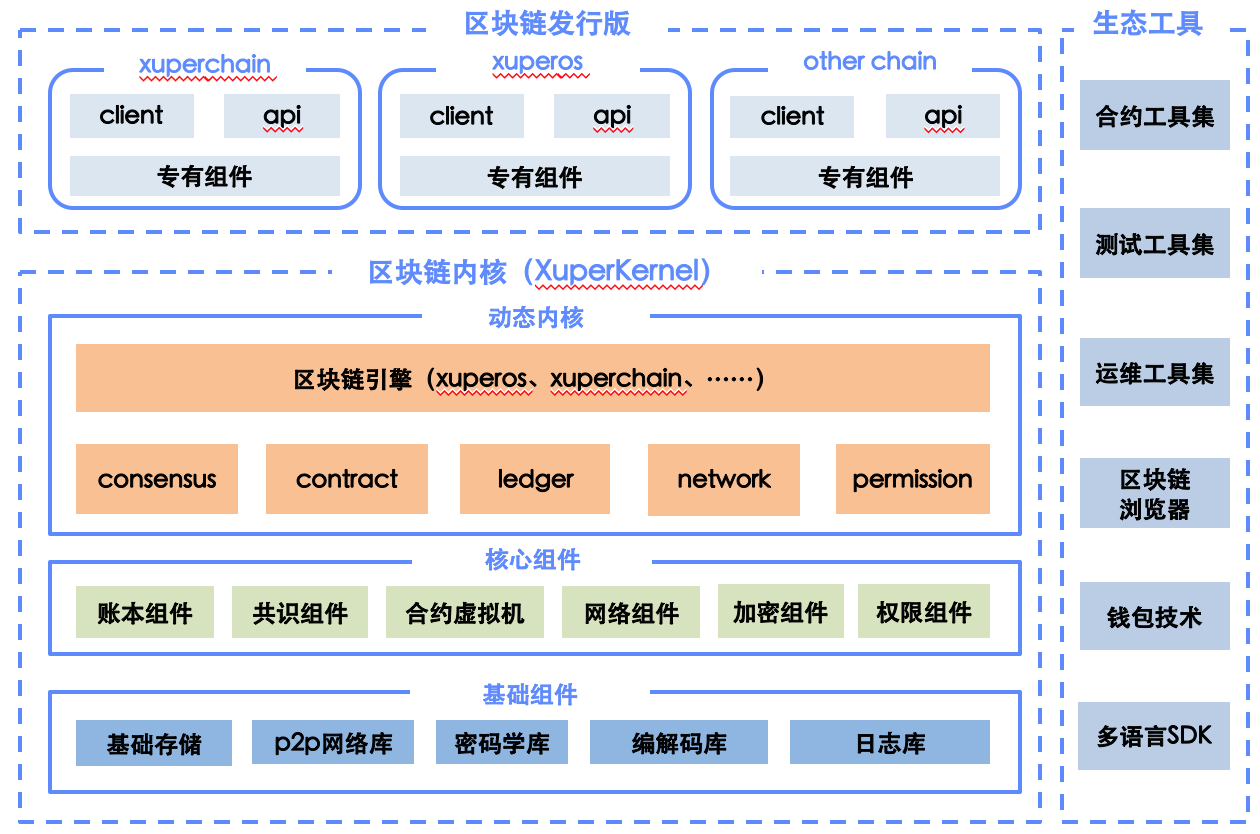 区块链发行版
xuperchain
client
api
专有组件
xuperos
client
api
专有组件
other chain
client
api
专有组件
区块链内核（XuperKernel）
动态内核
区块链引擎（xuperos、xuperchain、……）
consensus
contract
ledger
network
permission
核心组件
账本组件
共识组件
合约虚拟机
网络组件
加密组件
权限组件
基础组件
基础存储
p2p网络库
密码学库
编解码库
日志库
生态工具
合约工具集
测试工具集
运维工具集
区块链
浏览器
钱包技术
多语言SDK